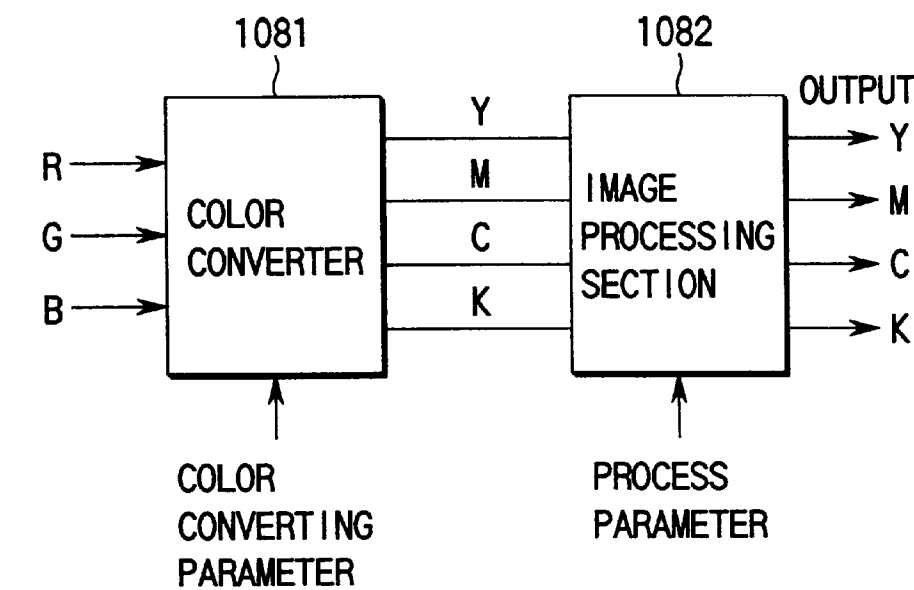 1081
1082
OUTPUT
R
G
B
COLOR
CONVERTER
Y
M
C
K
IMAGE
PROCESSING
SECTION
Y
M
C
K
COLOR
CONVERTING
PARAMETER
PROCESS
PARAMETER